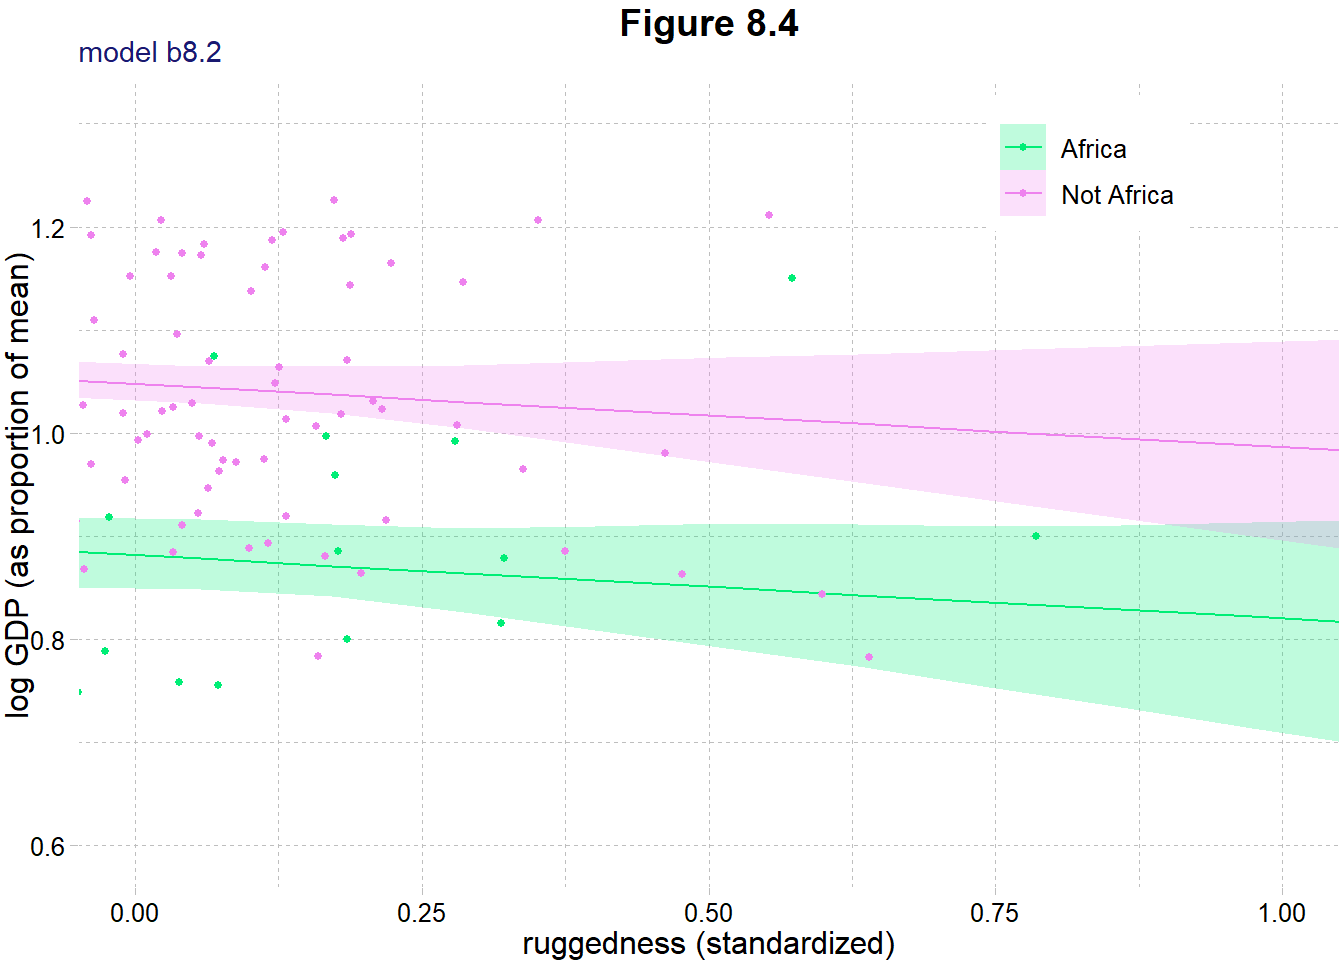 Figure 8.4
model b8.2
Africa
Not Africa
log GDP (as proportion of mean)
1.2
1.0
0.8
0.6
0.00 0.25 0.50 0.75 1.00
ruggedness (standardized)